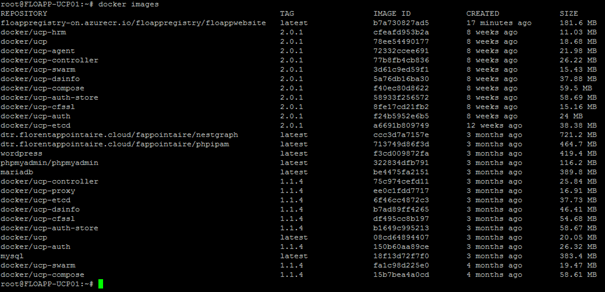 root@FLOAPP-UCP01:~# docker images
REPOSITORY TAG IMAGE ID CREATED SIZE
floappregistry-on.azurecr.io/floappregistry/floappwebsite latest b7a730827ad5 17 minutes ago 181.6 MB
docker/ucp-hrm 2.0.1 cfeafd953b2a 8 weeks ago 11.03 MB
docker/ucp 2.0.1 78ee54490177 8 weeks ago 18.68 MB
docker/ucp-agent 2.0.1 72332ccee691 8 weeks ago 21.98 MB
docker/ucp-controller 2.0.1 77b8fb4cb836 8 weeks ago 26.22 MB
docker/ucp-swarm 2.0.1 3d61c9ed59f1 8 weeks ago 15.43 MB
docker/ucp-dsinfo 2.0.1 5a76db16ba30 8 weeks ago 37.88 MB
docker/ucp-compose 2.0.1 f40ec80d8622 8 weeks ago 59.5 MB
docker/ucp-auth-store 2.0.1 58933f256572 8 weeks ago 58.69 MB
docker/ucp-cfssl 2.0.1 8fe17cd21fb2 8 weeks ago 15.16 MB
docker/ucp-auth 2.0.1 f24b5952e6b5 8 weeks ago 24 MB
docker/ucp-etcd 2.0.1 a6691b809749 12 weeks ago 38.38 MB
dtr.florentappointaire.cloud/fappointaire/nestgraph latest ccc3d7a7157e 3 months ago 721.2 MB
dtr.florentappointaire.cloud/fappointaire/phpipam latest 713749d86f3d 3 months ago 464.7 MB
wordpress latest f3cd009872fa 3 months ago 419.4 MB
phpmyadmin/phpmyadmin latest 322834dfb791 3 months ago 116.2 MB
mariadb latest be4475fa2151 3 months ago 389.8 MB
docker/ucp-controller 1.1.4 75c974cefd11 3 months ago 25.84 MB
docker/ucp-proxy 1.1.4 ee0c1fdd7717 3 months ago 16.91 MB
docker/ucp-etcd 1.1.4 6f46cc4872c3 3 months ago 37.73 MB
docker/ucp-dsinfo 1.1.4 b7ad89ff4265 3 months ago 46.41 MB
docker/ucp-cfssl 1.1.4 df495cc8b197 3 months ago 54.68 MB
docker/ucp-auth-store 1.1.4 b1649c995213 3 months ago 58.67 MB
docker/ucp latest 08cd64894407 3 months ago 20.05 MB
docker/ucp-auth 1.1.4 150b60aa89ce 3 months ago 26.32 MB
mysql latest 18f13d72f7f0 3 months ago 383.4 MB
docker/ucp-swarm 1.1.4 fa1c98d225e0 4 months ago 19.47 MB
docker/ucp-compose 1.1.4 15b7bea4a0cd 4 months ago 58.61 MB
root@FLOAPP-UCP01:~#